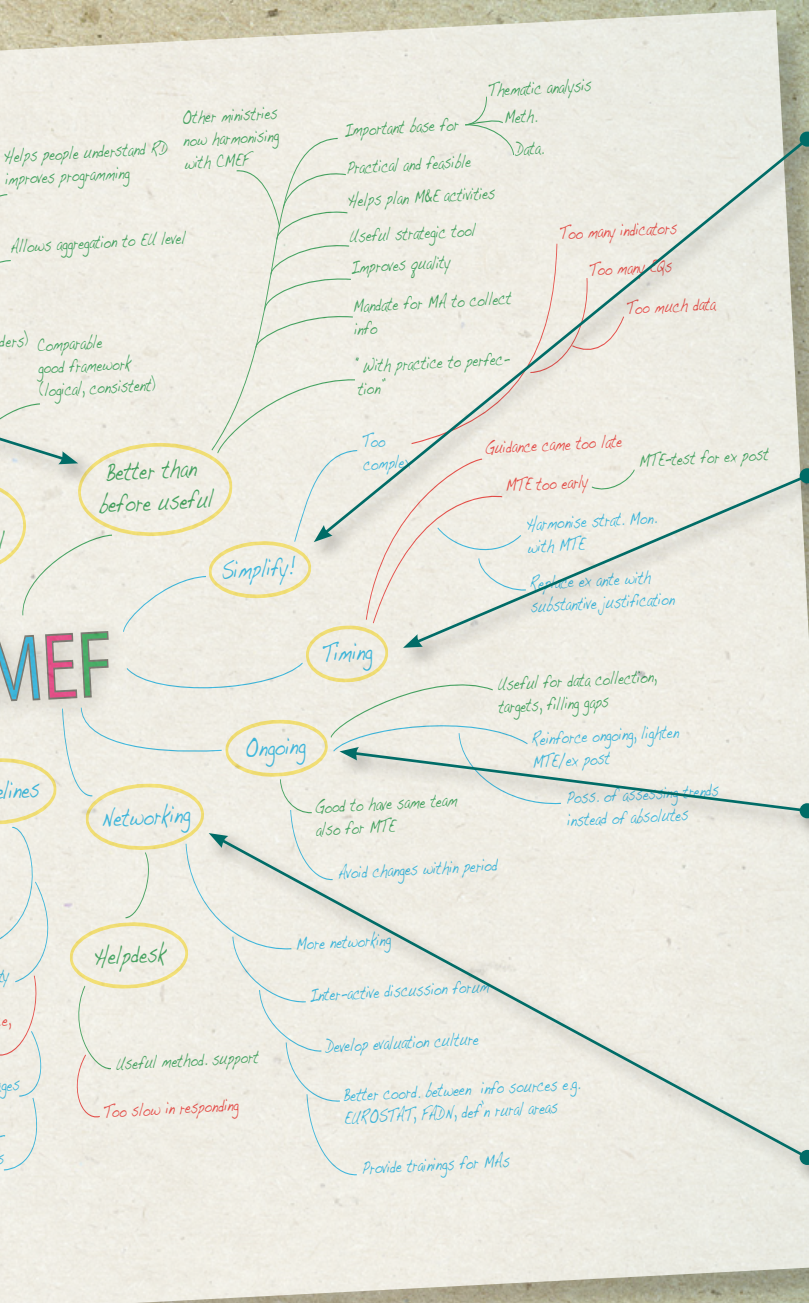 Thematic analysis
Other ministries
now harmonising
with CMEF
Important base for
Meth.
Data.
Helps people understand RD
improves programming
Practical and feasible
Helps plan M&E activities
Allows aggregation to EU level
Useful strategic tool
Too many indicators
Improves quality
Too many EQs
Mandate for MA to collect
info
Too much data
ders)
Comparable
good framework
(logical, consistent)
"With practice to perfec-
tion"
Too
complex
Guidance came too late
Better than
before useful
MTE too early
MTE-test for ex post
Harmonise strat. Mon.
with MTE
Simplify!
Replace ex ante with
substantive justification
Timing
MEF
Useful for data collection,
targets, filling gaps
Ongoing
Reinforce ongoing, lighten
MTE/ex post
elines
Networking
Good to have same team
also for MTE
Poss. of assessing trends
instead of absolutes
Avoid changes within period
Helpdesk
More networking
ty
Inter-active discussion forum
e,
Develop evaluation culture
Useful method. support
ges
Better coord. between info sources e.g.
EUROSTAT, FADN, def'n rural areas
Too slow in responding
s
Provide trainings for MAs